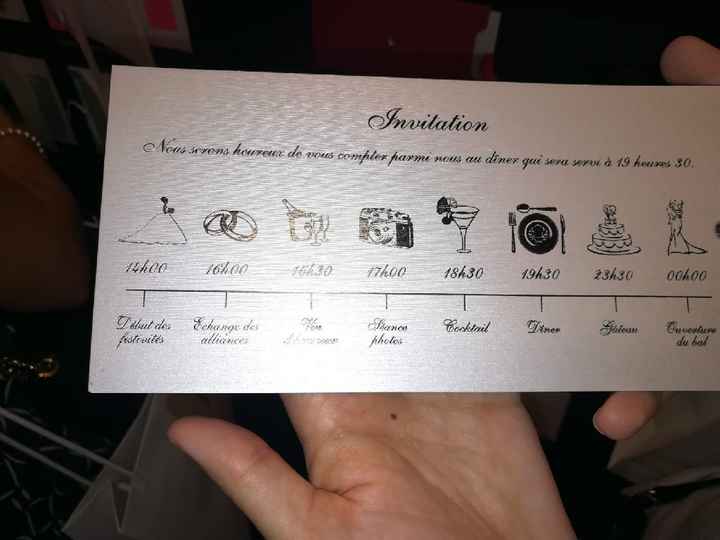 Invitation
Nous serons heureux de vous compter parmi nous au dîner qui sera servi à 19 heures 30.
14h00 16h00 16h30 17h00 18h30 19h30 23h30 00h00
Début des Echange des Vin Séance Cocktail Dîner Gâteau Ouverture
festivités alliances photos du bal